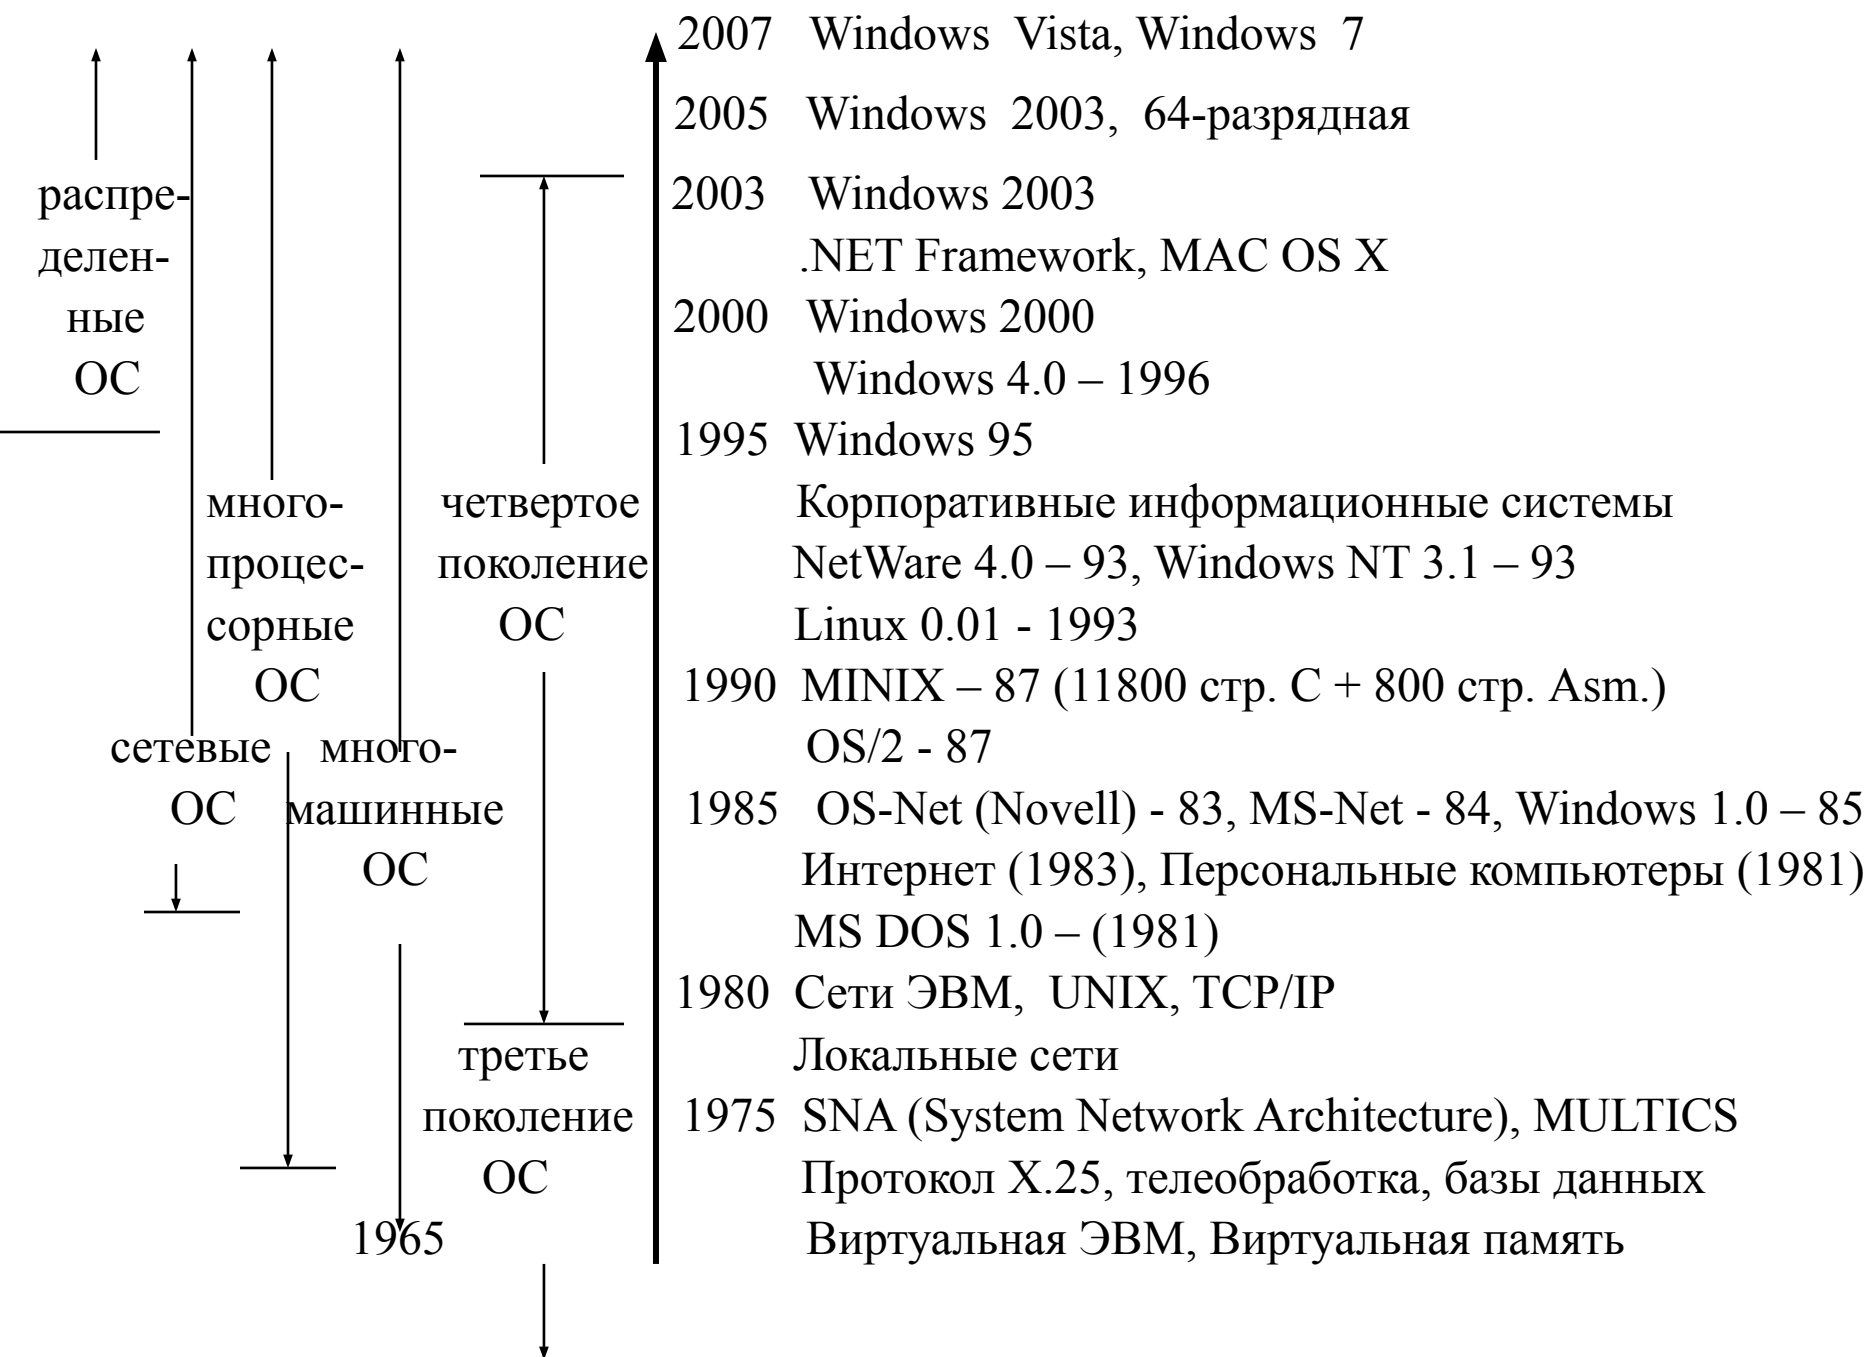 2007 Windows Vista, Windows 7
2005 Windows 2003, 64-разрядная
2003 Windows 2003
.NET Framework, MAC OS X
2000 Windows 2000
Windows 4.0 – 1996
1995 Windows 95
Корпоративные информационные системы
NetWare 4.0 – 93, Windows NT 3.1 – 93
Linux 0.01 - 1993
1990 MINIX – 87 (11800 стр. С + 800 стр. Asm.)
OS/2 - 87
1985 OS-Net (Novell) - 83, MS-Net - 84, Windows 1.0 – 85
Интернет (1983), Персональные компьютеры (1981)
MS DOS 1.0 – (1981)
1980 Сети ЭВМ, UNIX, TCP/IP
Локальные сети
1975 SNA (System Network Architecture), MULTICS
Протокол X.25, телеобработка, базы данных
Виртуальная ЭВМ, Виртуальная память
распре-
делен-
ные
ОС
много-
процес-
сорные
ОС
четвертое
поколение
ОС
сетевые
ОС
много-
машинные
ОС
третье
поколение
ОС
1965